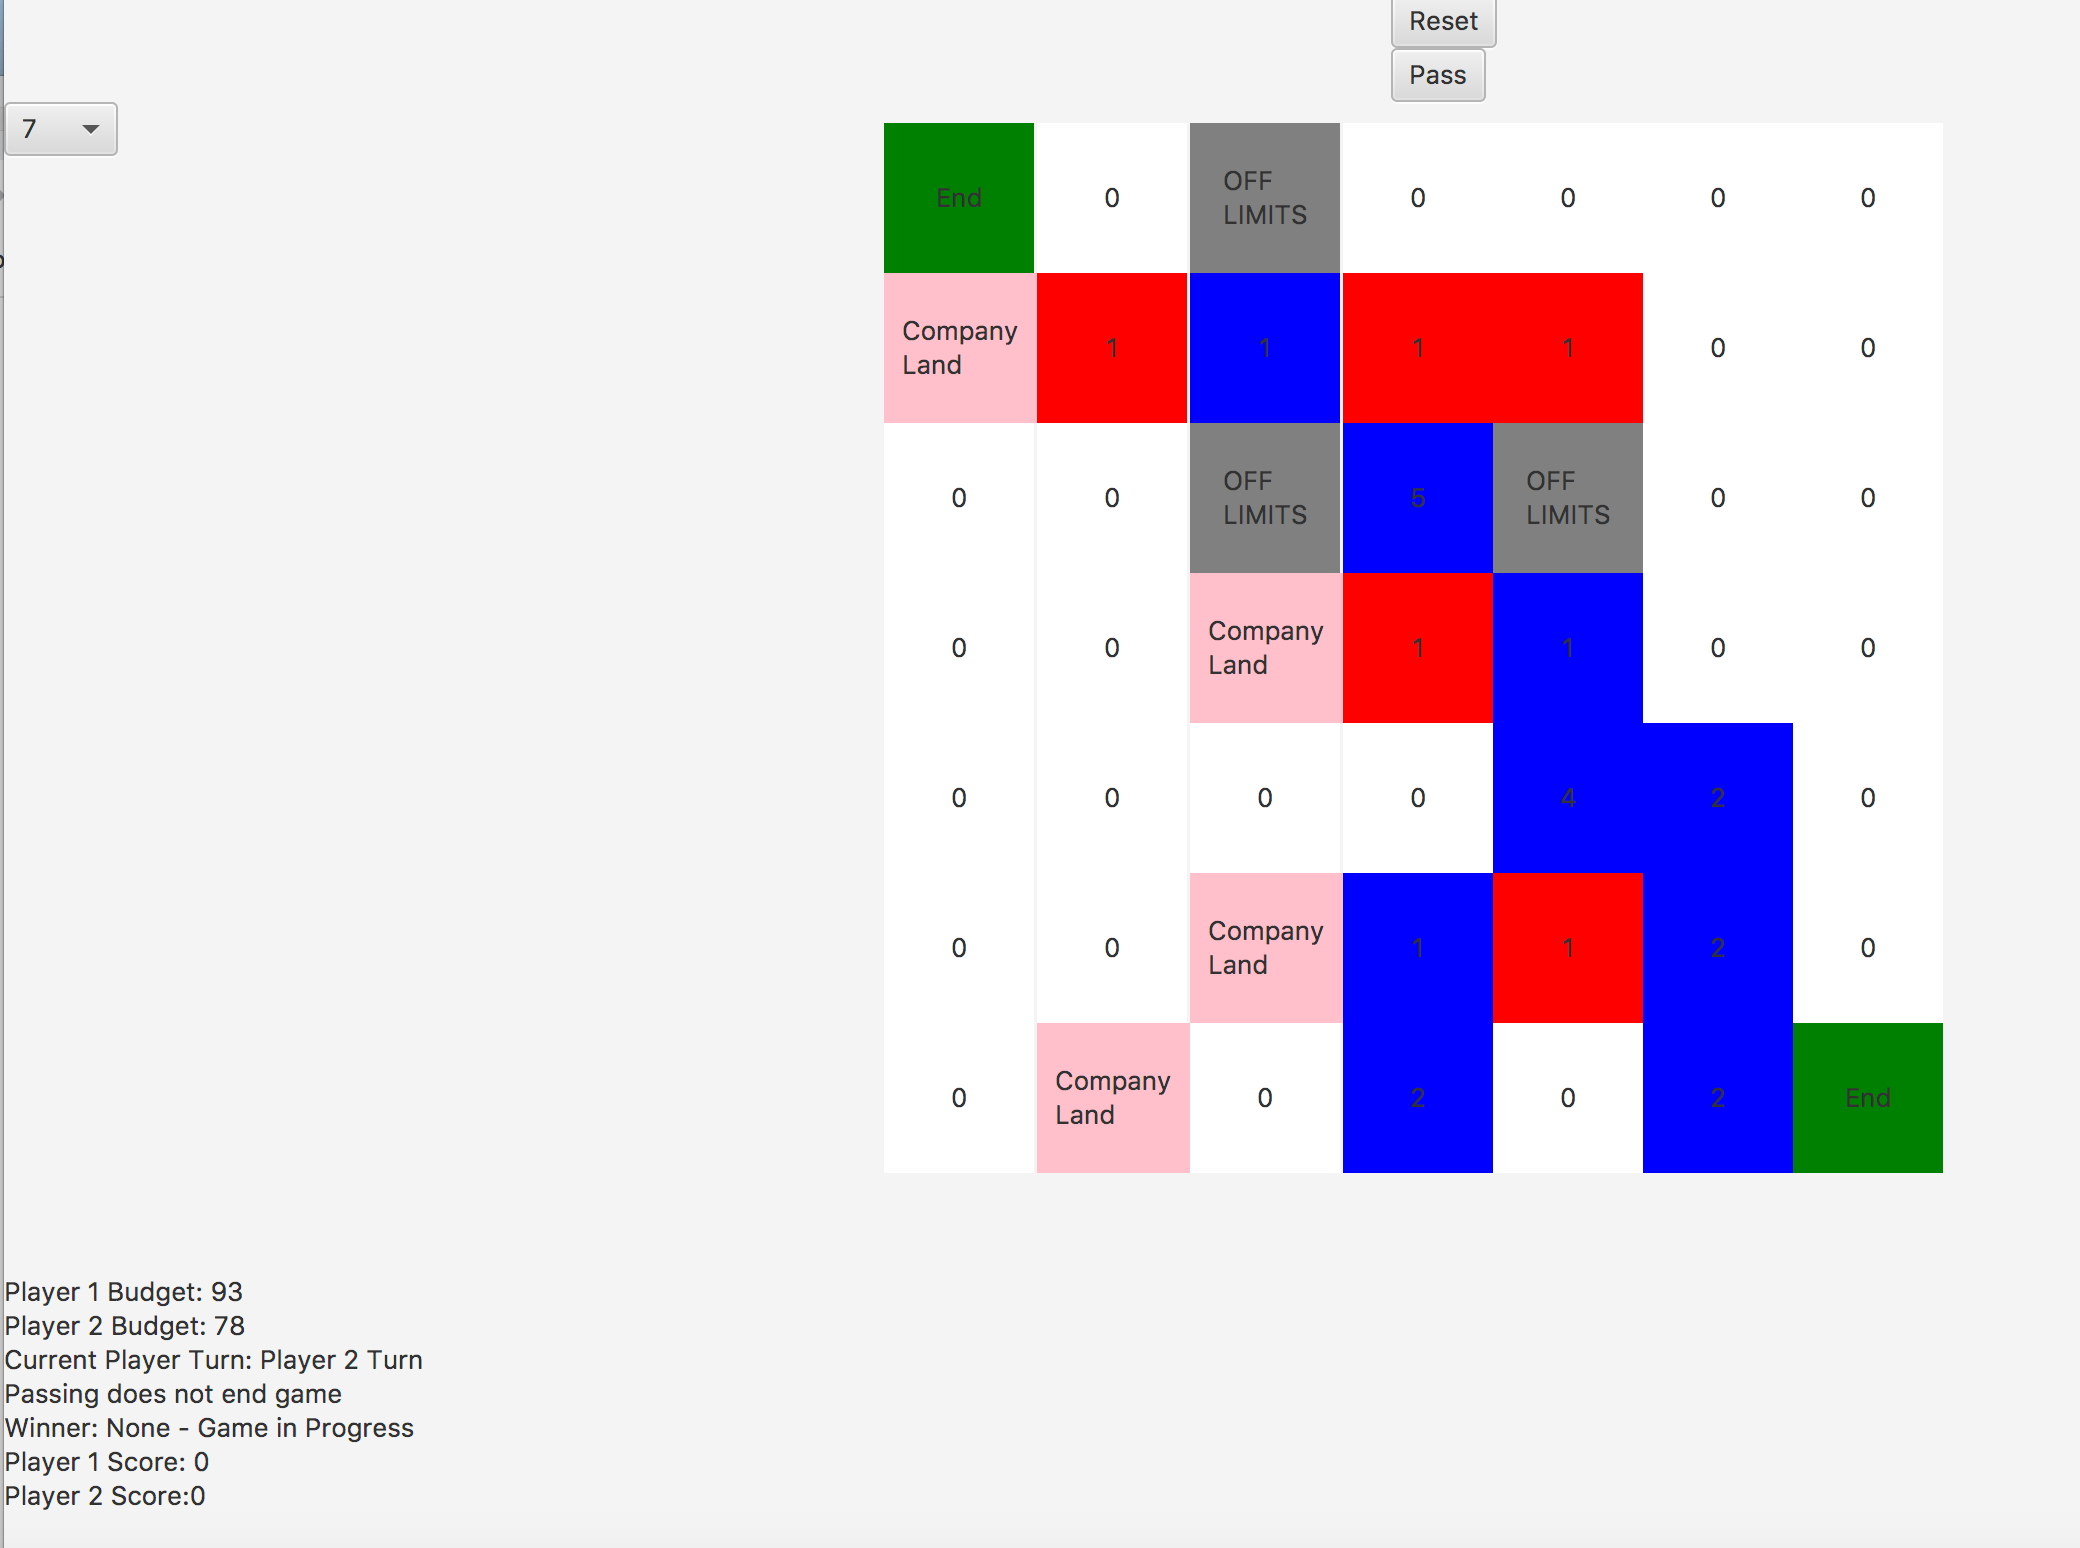 Reset
Pass
7
End 0 OFF LIMITS 0 0 0 0
Company Land 1 1 1 1 0 0
0 0 OFF LIMITS 5 OFF LIMITS 0 0
0 0 Company Land 1 1 0 0
0 0 0 0 4 2 0
0 0 Company Land 1 1 2 0
0 Company Land 0 2 0 2 End
Player 1 Budget: 93
Player 2 Budget: 78
Current Player Turn: Player 2 Turn
Passing does not end game
Winner: None - Game in Progress
Player 1 Score: 0
Player 2 Score:0